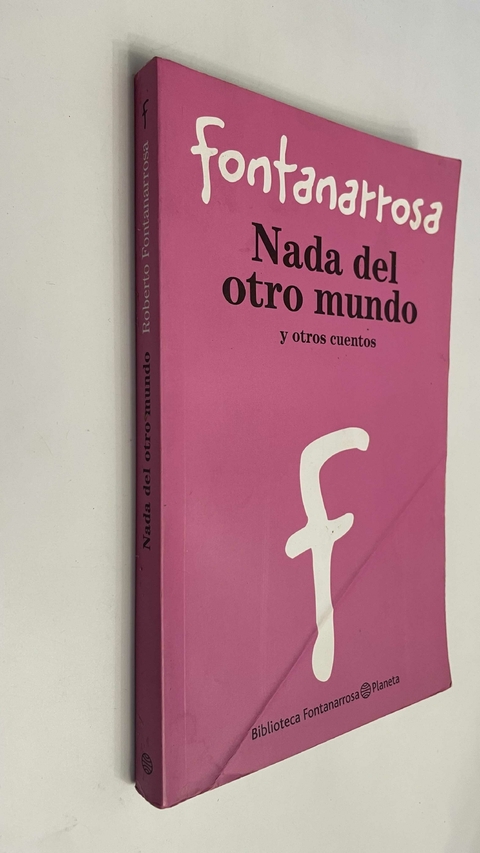 fontanarrosa
Nada del
otro mundo
y otros cuentos
f
Biblioteca Fontanarrosa Planeta
f
Roberto Fontanarrosa
Nada del otro mundo